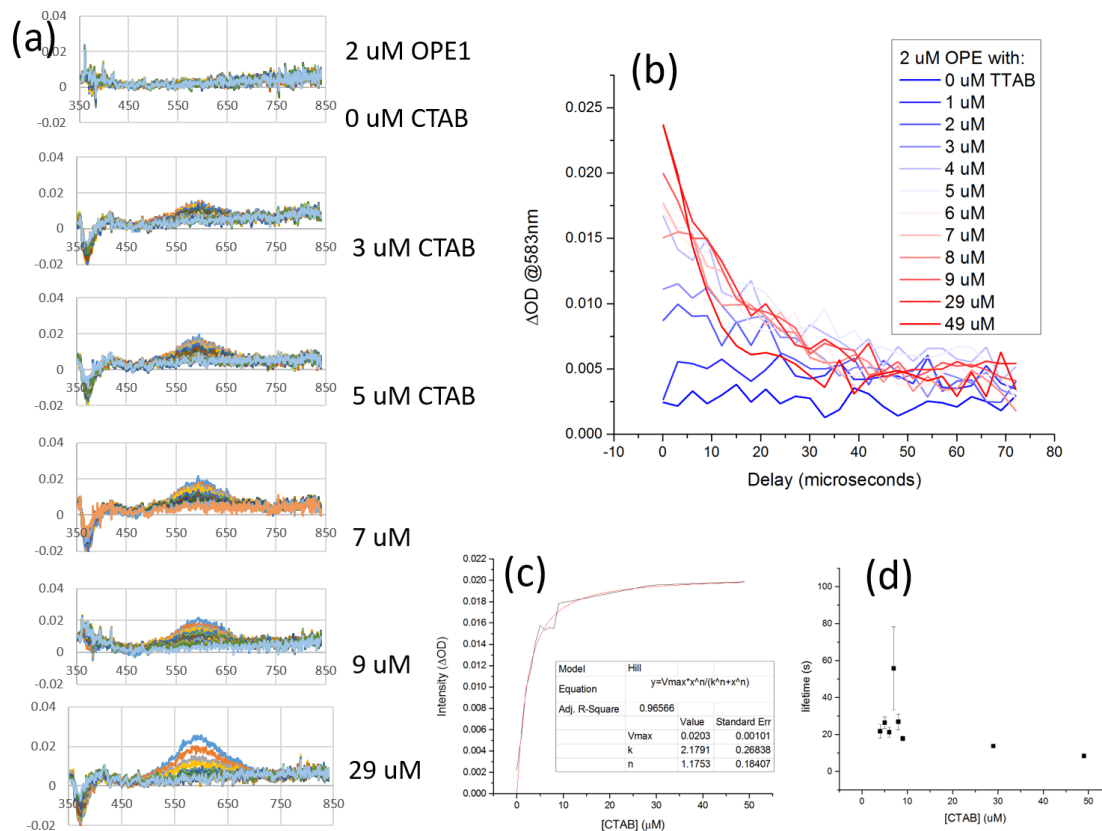 (a)
0.04
0.02
0
-0.02
350 450 550 650 750 850
2 uM OPE1
0 uM CTAB
0.04
0.02
0
-0.02
350 450 550 650 750 840
3 uM CTAB
0.04
0.02
0
-0.02
350 450 550 650 750 840
5 uM CTAB
0.04
0.02
0
-0.02
350 450 550 650 750 840
7 uM
0.04
0.02
0
-0.02
350 450 550 650 750 840
9 uM
0.04
0.02
0
-0.02
350 450 550 650 750 840
29 uM
(b)
ΔOD @583nm
0.025
0.020
0.015
0.010
0.005
0.000
-10 0 10 20 30 40 50 60 70 80
Delay (microseconds)
2 uM OPE with:
0 uM TTAB
1 uM
2 uM
3 uM
4 uM
5 uM
6 uM
7 uM
8 uM
9 uM
29 uM
49 uM
(c)
Intensity (ΔOD)
0.022
0.020
0.018
0.016
0.014
0.012
0.010
0.008
0.006
0.004
0.002
0.000
0 10 20 30 40 50
[CTAB] (μM)
Model Hill
Equation y=Vmax*x^n/(k^n+x^n)
Adj. R-Square 0.96566
Value Standard Err
Vmax 0.0203 0.00101
k 2.1791 0.26838
n 1.1753 0.18407
(d)
lifetime (s)
100
80
60
40
20
0
0 10 20 30 40 50
[CTAB] (uM)